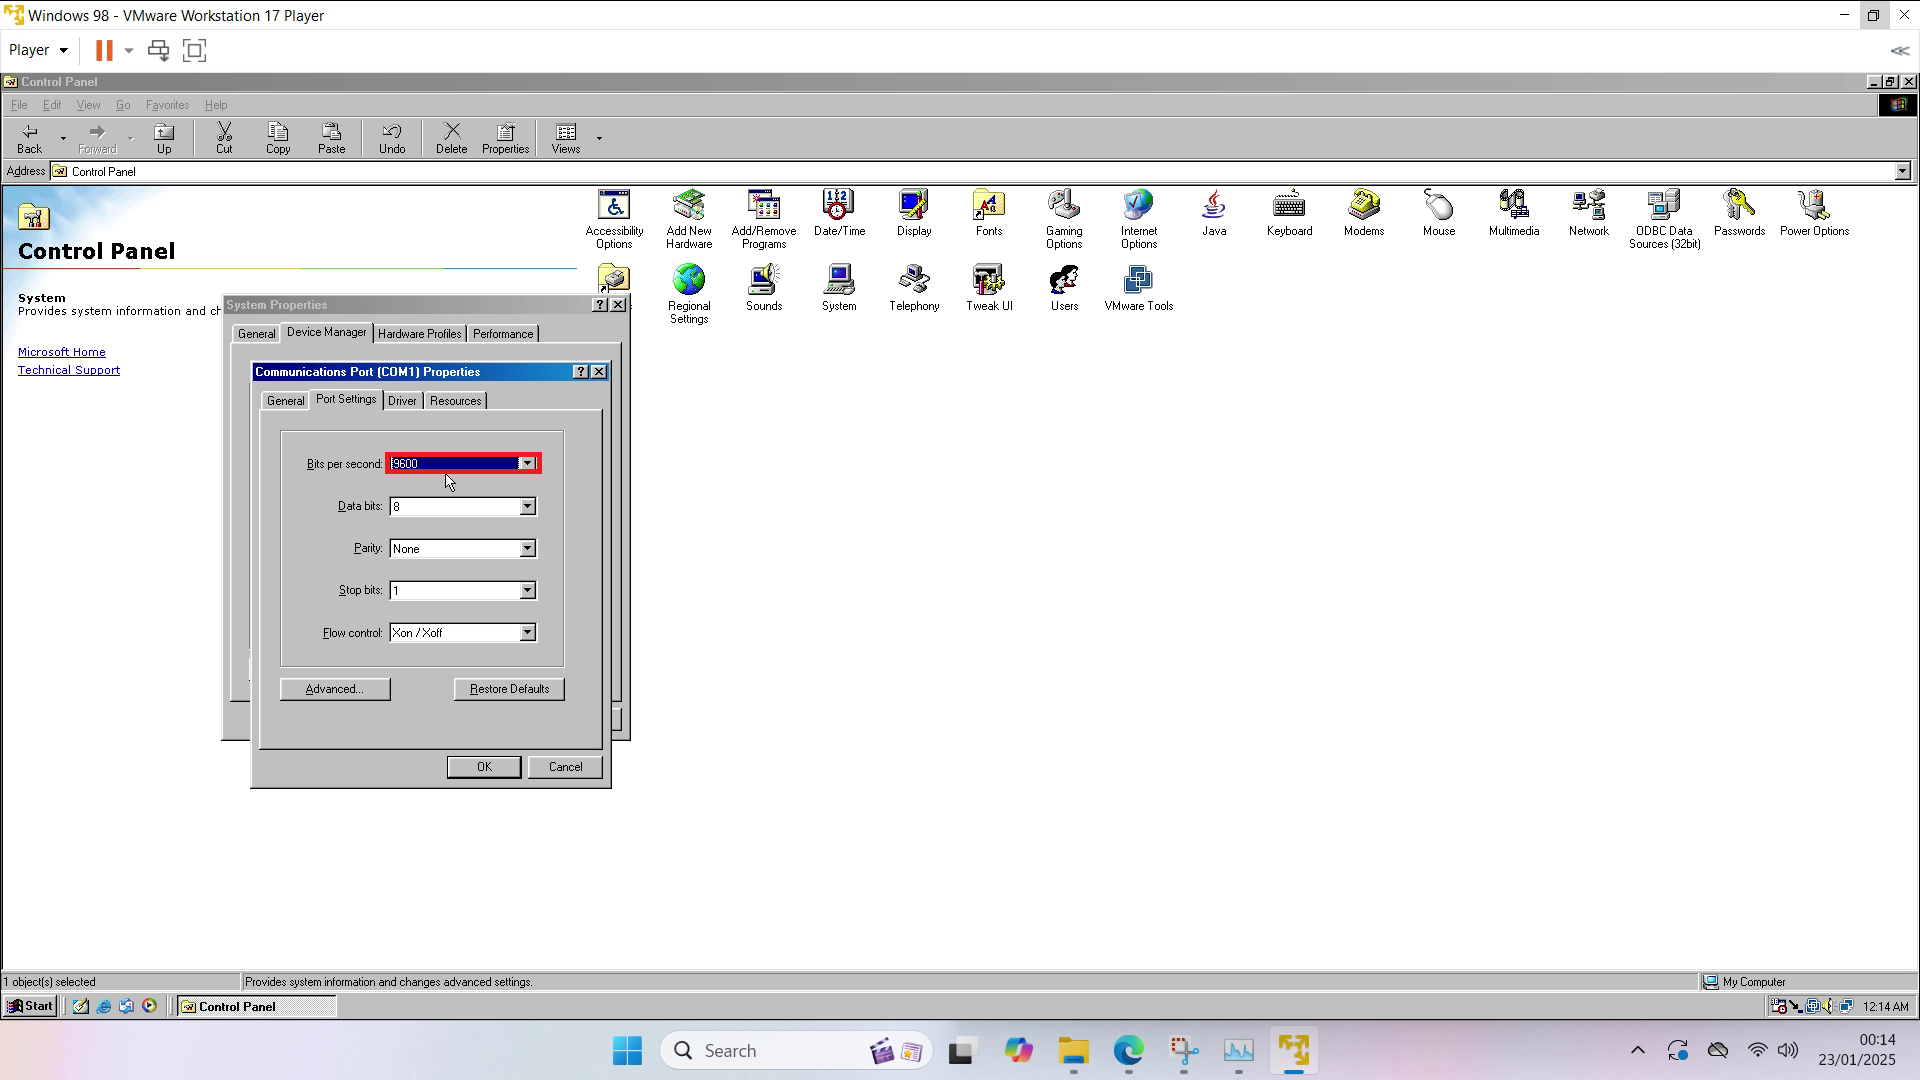 Windows 98 - VMware Workstation 17 Player
Player
Control Panel
File Edit View Go Favorites Help
Back Forward Up Cut Copy Paste Undo Delete Properties Views
Address Control Panel
Control Panel
System
Provides system information and ch
Microsoft Home
Technical Support
Accessibility Options
Add New Hardware
Add/Remove Programs
Date/Time
Display
Fonts
Gaming Options
Internet Options
Java
Keyboard
Modems
Mouse
Multimedia
Network
ODBC Data Sources (32bit)
Passwords
Power Options
Regional Settings
Sounds
System
Telephony
Tweak UI
Users
VMware Tools
System Properties
General Device Manager Hardware Profiles Performance
Communications Port (COM1) Properties
General Port Settings Driver Resources
Bits per second: 9600
Data bits: 8
Parity: None
Stop bits: 1
Flow control: Xon / Xoff
Advanced... Restore Defaults
OK Cancel
1 object(s) selected Provides system information and changes advanced settings. My Computer
Start Control Panel 12:14 AM
Search
00:14
23/01/2025